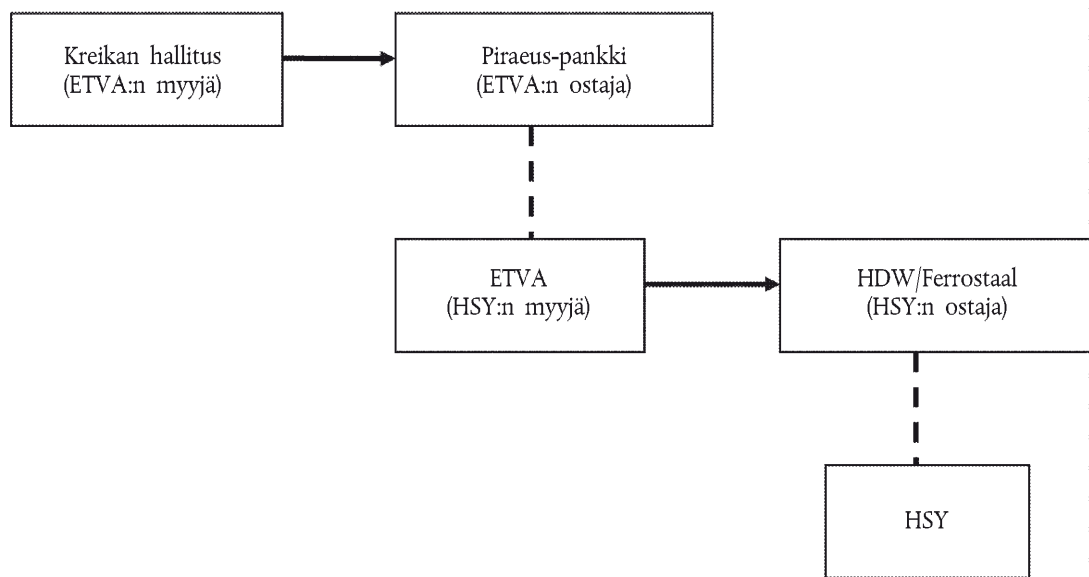 Kreikan hallitus
(ETVA:n myyjä)
Piraeus-pankki
(ETVA:n ostaja)
ETVA
(HSY:n myyjä)
HDW/Ferrostaal
(HSY:n ostaja)
HSY